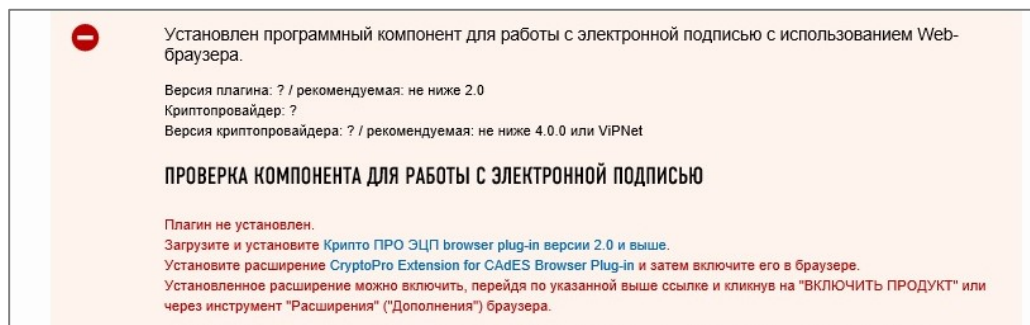 Установлен программный компонент для работы с электронной подписью с использованием Web-
браузера.
Версия плагина: ? / рекомендуемая: не ниже 2.0
Криптопровайдер: ?
Версия криптопровайдера: ? / рекомендуемая: не ниже 4.0.0 или ViPNet
ПРОВЕРКА КОМПОНЕНТА ДЛЯ РАБОТЫ С ЭЛЕКТРОННОЙ ПОДПИСЬЮ
Плагин не установлен.
Загрузите и установите Крипто ПРО ЭЦП browser plug-in версии 2.0 и выше.
Установите расширение CryptoPro Extension for CAdES Browser Plug-in и затем включите его в браузере.
Установленное расширение можно включить, перейдя по указанной выше ссылке и кликнув на "ВКЛЮЧИТЬ ПРОДУКТ" или
через инструмент "Расширения" ("Дополнения") браузера.